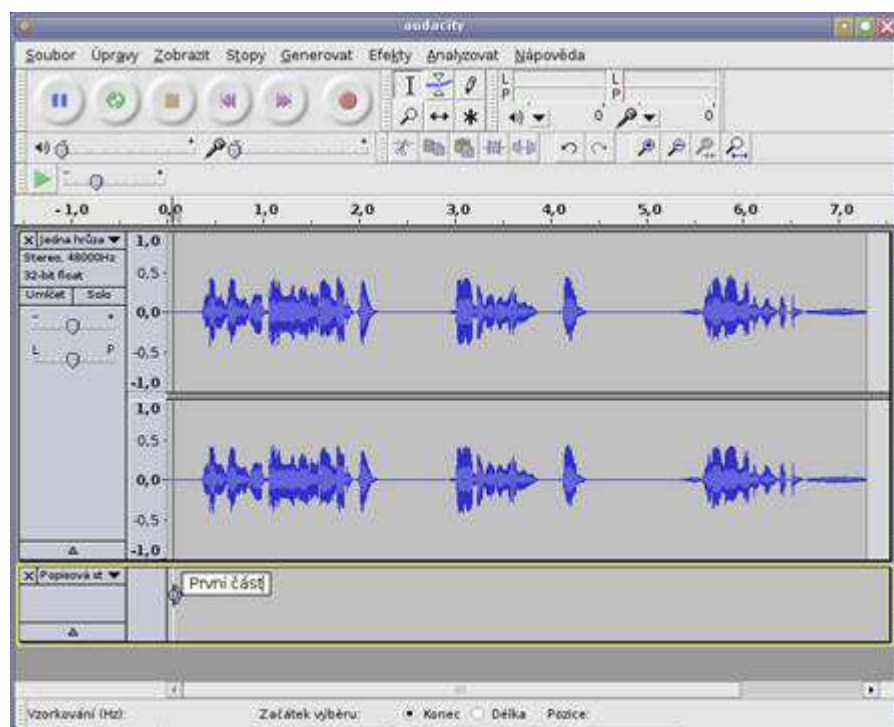 audacity
Soubor Úpravy Zobrazit Stopy Generovat Efekty Analyzovat Nápověda
L
P
L
P
0
0
-1,0 0,0 1,0 2,0 3,0 4,0 5,0 6,0 7,0
X Jedna hrůza
Stereo, 48000Hz
32-bit float
Umlčet Solo
- +
L P
1,0
0,5
0,0
-0,5
-1,0
1,0
0,5
0,0
-0,5
-1,0
X Popisová st
První část
Vzorkování (Hz): Začátek výběru: Konec Délka Pozice: